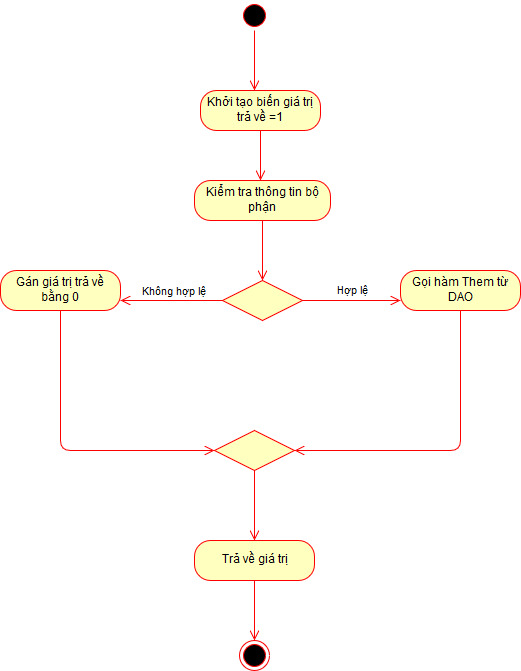 Khởi tạo biến giá trị
trả về =1
Kiểm tra thông tin bộ
phận
Gán giá trị trả về
bằng 0
Không hợp lệ
Hợp lệ
Gọi hàm Them từ
DAO
Trả về giá trị